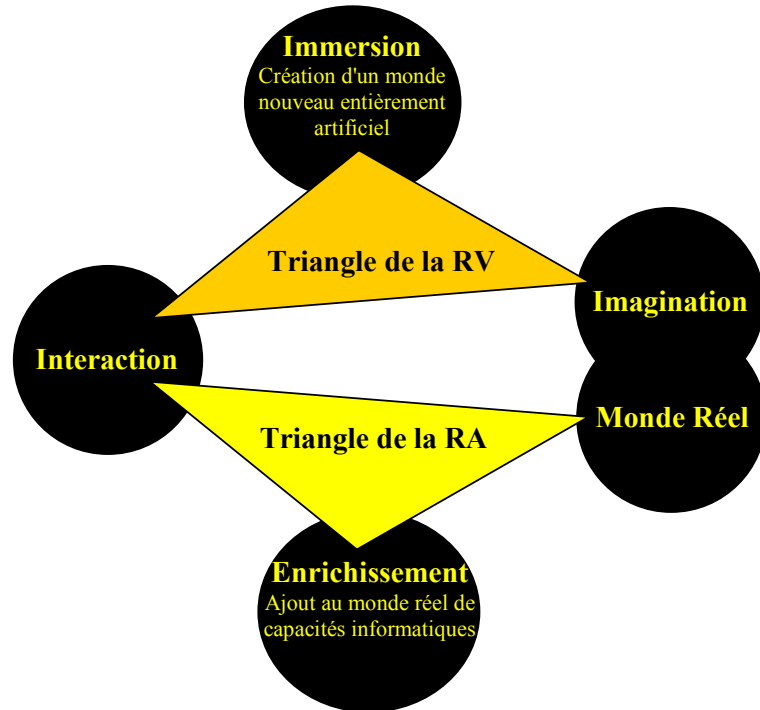 Immersion
Création d'un monde
nouveau entièrement
artificiel
Triangle de la RV
Imagination
Interaction
Monde Réel
Triangle de la RA
Enrichissement
Ajout au monde réel de
capacités informatiques